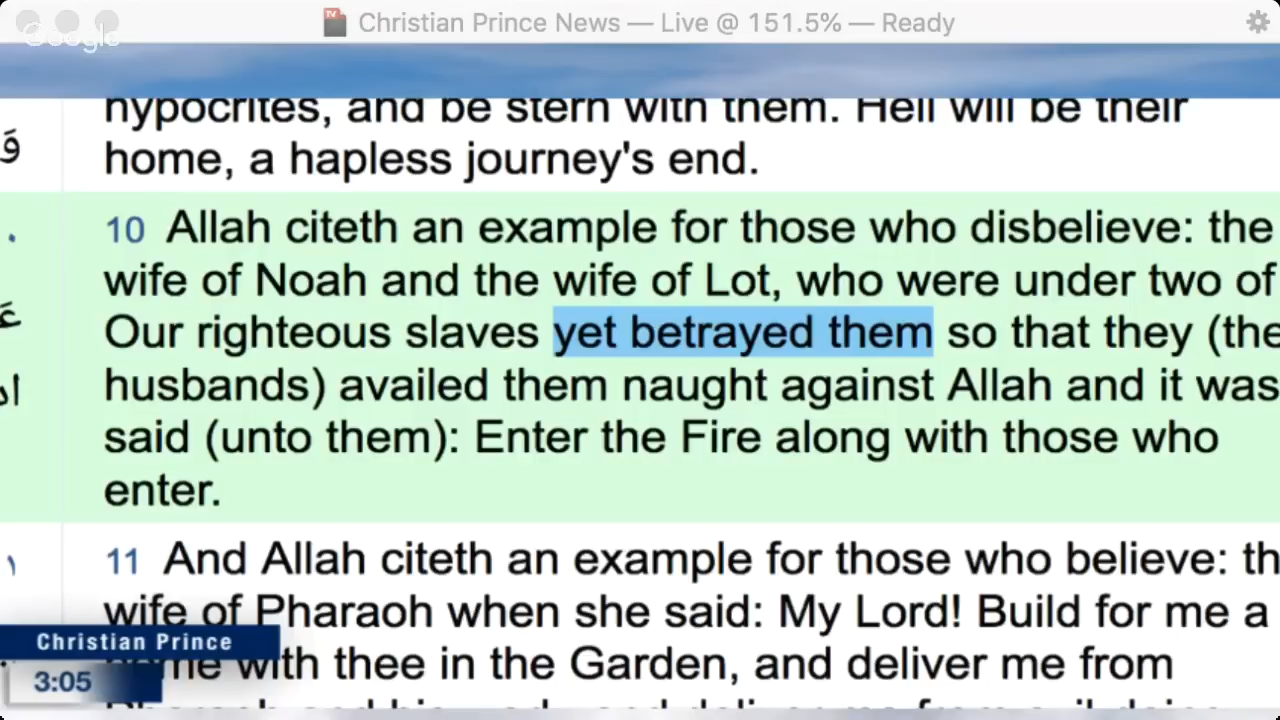 Christian Prince News — Live @ 151.5% — Ready
Google
hypocrites, and be stern with them. Hell will be their
home, a hapless journey's end.
10 Allah citeth an example for those who disbelieve: the
wife of Noah and the wife of Lot, who were under two of
Our righteous slaves yet betrayed them so that they (the
husbands) availed them naught against Allah and it was
said (unto them): Enter the Fire along with those who
enter.
11 And Allah citeth an example for those who believe: th
wife of Pharaoh when she said: My Lord! Build for me a
with thee in the Garden, and deliver me from
Christian Prince
3:05